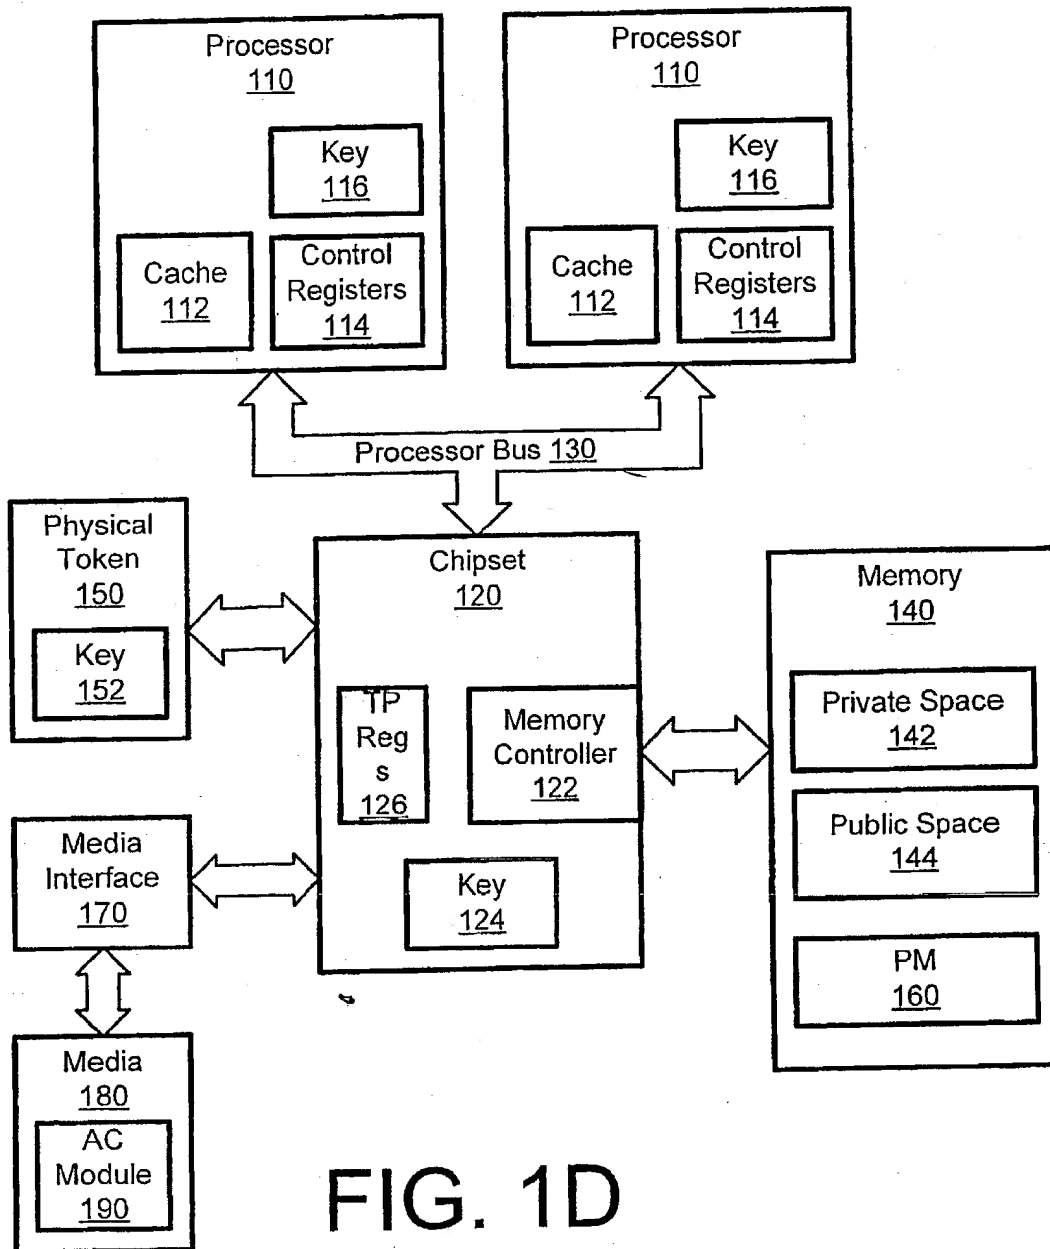 Processor
110
Key
116
Cache
112
Control
Registers
114
Processor
110
Key
116
Cache
112
Control
Registers
114
Processor Bus 130
Physical
Token
150
Key
152
Chipset
120
TP
Reg
s
126
Memory
Controller
122
Key
124
Memory
140
Private Space
142
Public Space
144
PM
160
Media
Interface
170
Media
180
AC
Module
190
FIG. 1D